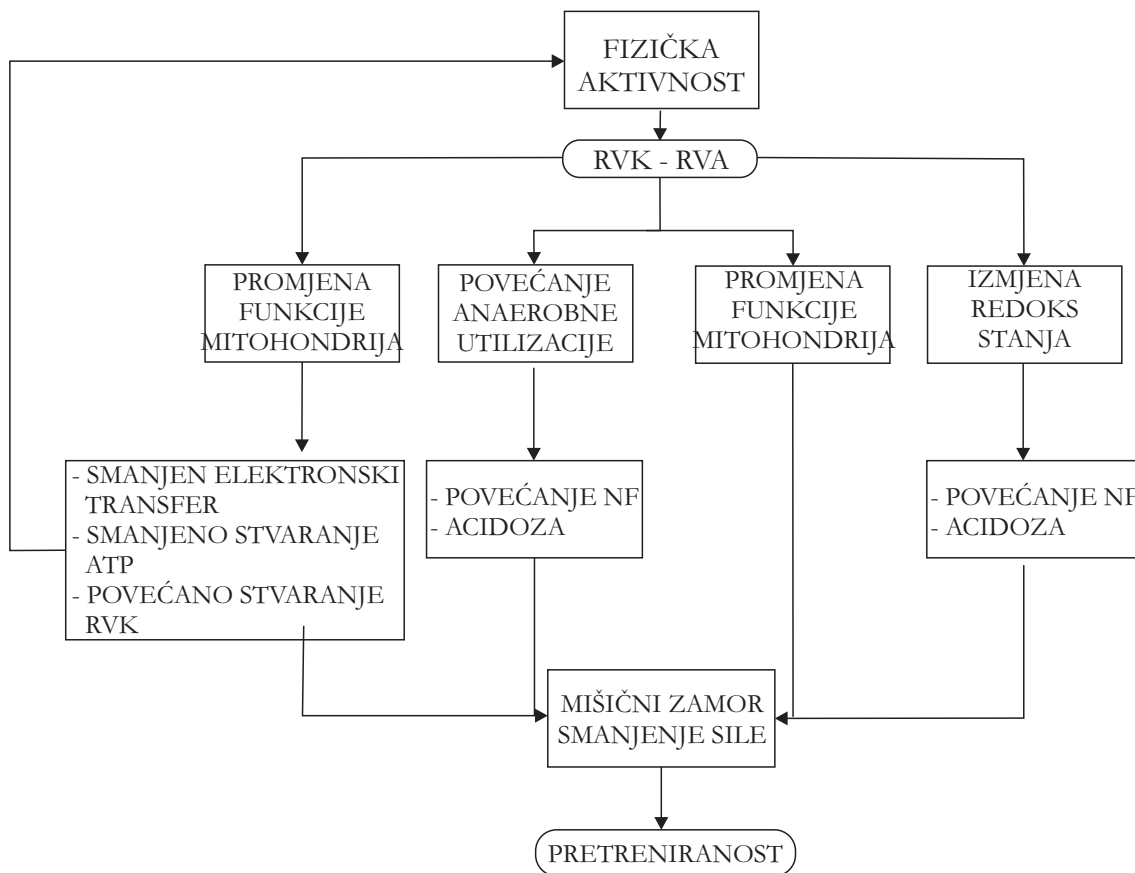 FIZIČKA
AKTIVNOST
RVK - RVA
PROMJENA
FUNKCIJE
MITOHONDRIJA
POVEĆANJE
ANAEROBNE
UTILIZACIJE
PROMJENA
FUNKCIJE
MITOHONDRIJA
IZMJENA
REDOKS
STANJA
- SMANJEN ELEKTRONSKI
TRANSFER
- SMANJENO STVARANJE
ATP
- POVEĆANO STVARANJE
RVK
- POVEĆANJE NF
- ACIDOZA
- POVEĆANJE NF
- ACIDOZA
MIŠIČNI ZAMOR
SMANJENJE SILE
PRETRENIRANOST